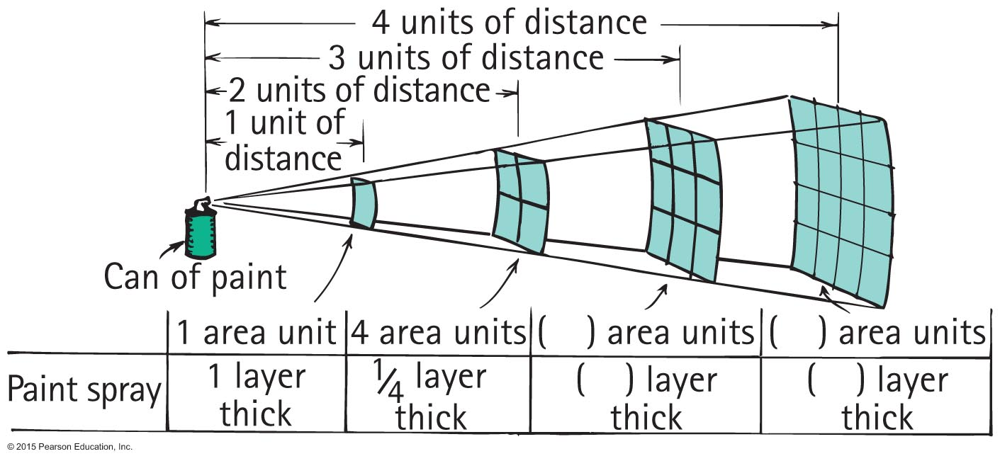 4 units of distance
3 units of distance
2 units of distance
1 unit of
distance
Can of paint
1 area unit
4 area units
( ) area units
( ) area units
Paint spray
1 layer
thick
1/4 layer
thick
( ) layer
thick
( ) layer
thick
© 2015 Pearson Education, Inc.